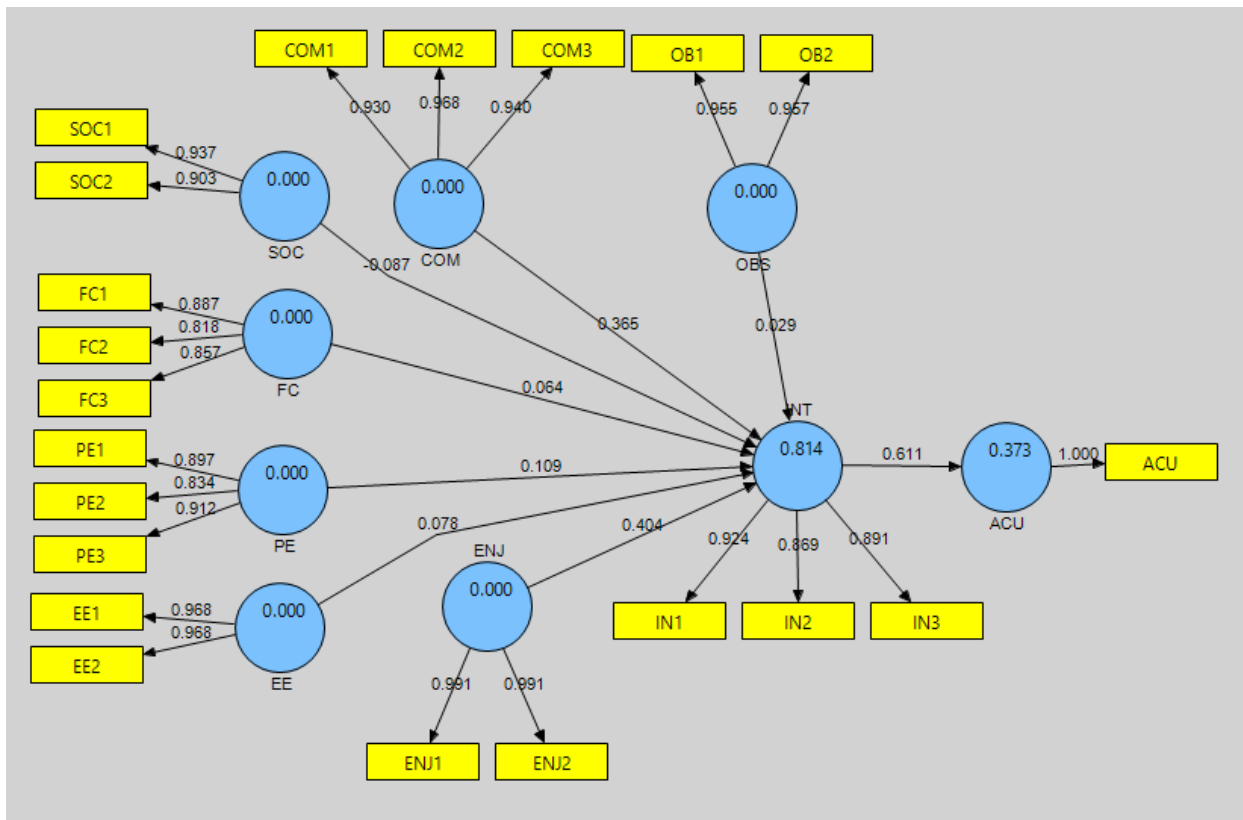 COM1
COM2
COM3
OB1
OB2
0.930
0.968
0.940
0.955
0.957
SOC1
SOC2
0.937
0.903
0.000
SOC
0.000
COM
0.000
OBS
-0.087
0.365
0.029
FC1
FC2
FC3
0.887
0.818
0.857
0.000
FC
0.064
PE1
PE2
PE3
0.897
0.834
0.912
0.000
PE
0.109
INT
0.814
0.611
0.373
ACU
1.000
ACU
EE1
EE2
0.968
0.968
0.000
EE
0.078
ENJ
0.000
0.404
0.991
0.991
ENJ1
ENJ2
0.924
0.869
0.891
IN1
IN2
IN3